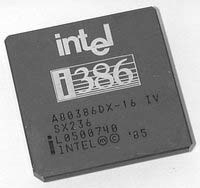 intel
i386
A80386DX-16 IV
SX236
L0500740
INTEL Ⓜ © '85